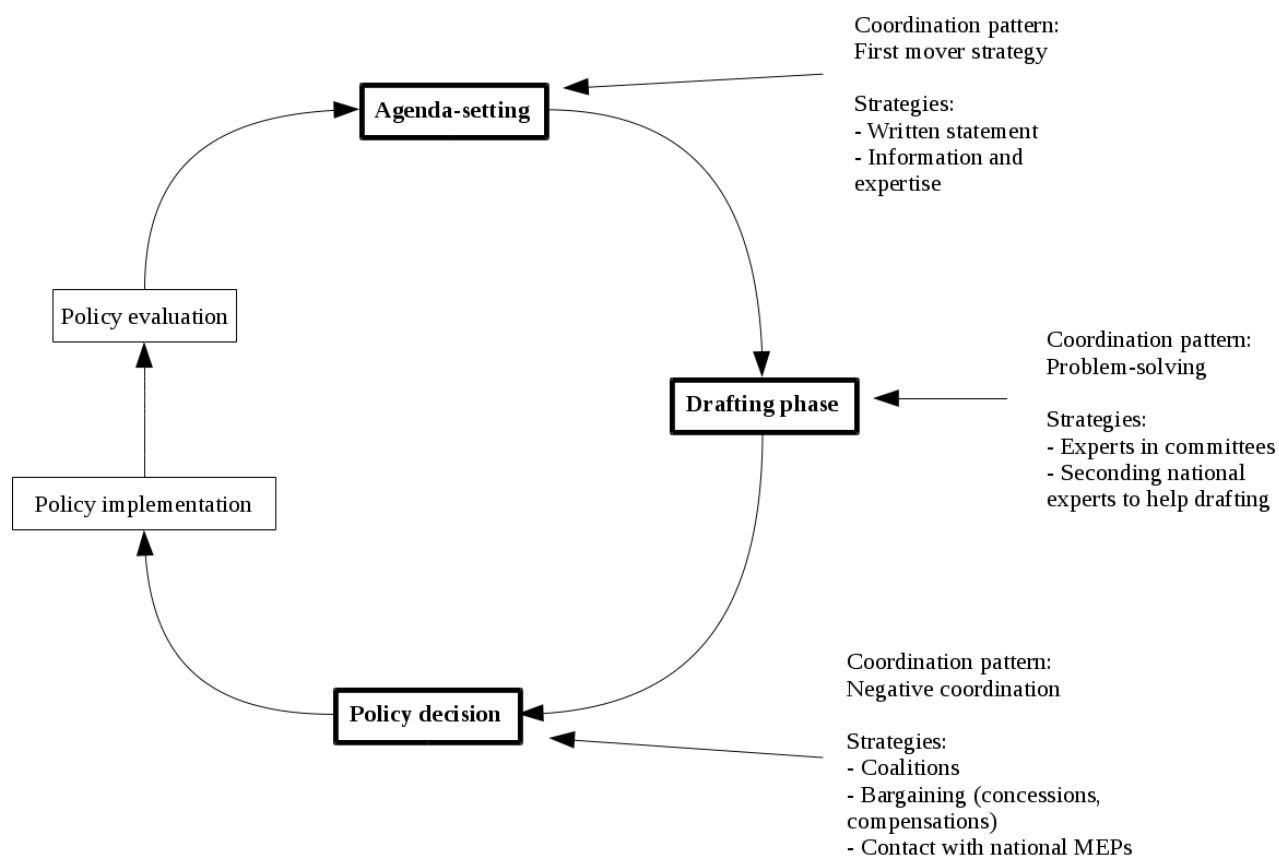 Coordination pattern:
First mover strategy
Strategies:
- Written statement
- Information and
expertise
Agenda-setting
Policy evaluation
Coordination pattern:
Problem-solving
Strategies:
- Experts in committees
- Seconding national
experts to help drafting
Drafting phase
Policy implementation
Coordination pattern:
Negative coordination
Strategies:
- Coalitions
- Bargaining (concessions,
compensations)
- Contact with national MEPs
Policy decision